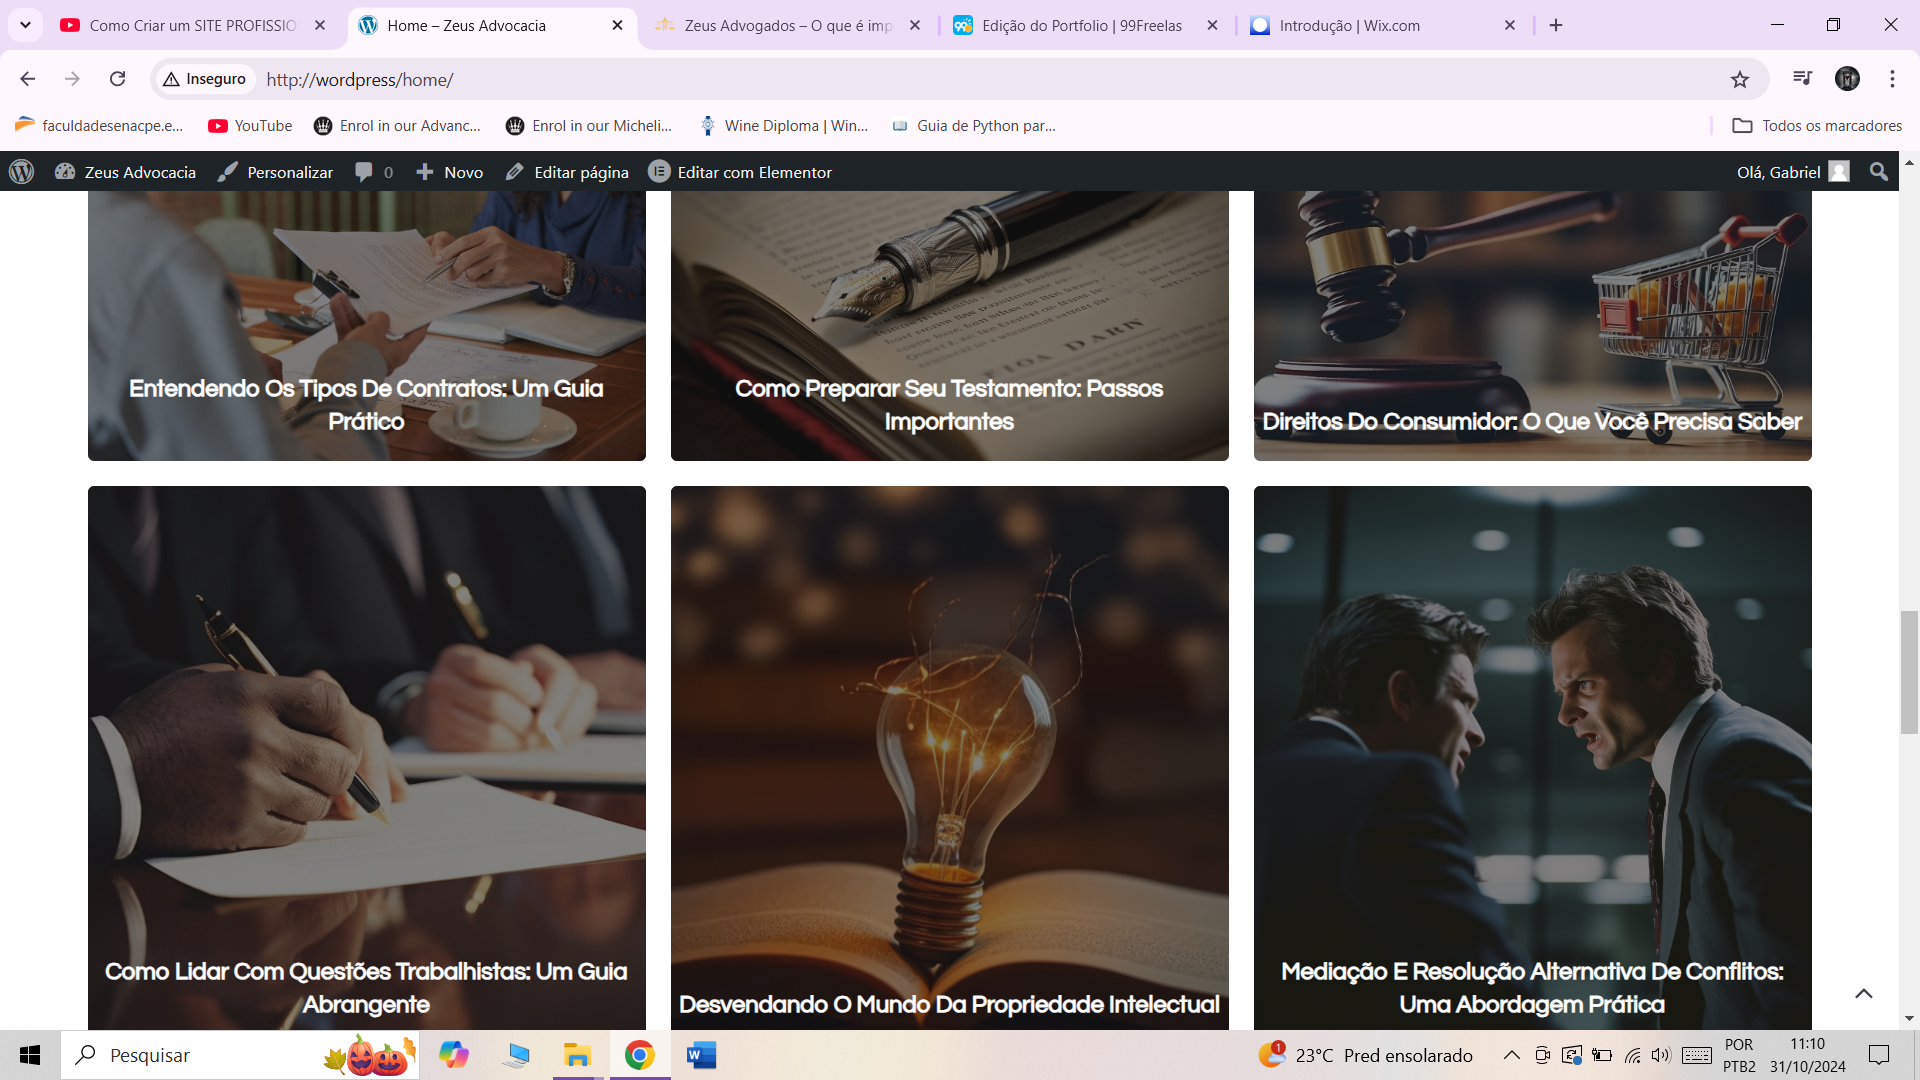 Como Criar um SITE PROFISSIO
Home – Zeus Advocacia
Zeus Advogados – O que é imp
Edição do Portfolio | 99Freelas
Introdução | Wix.com
Inseguro
http://wordpress/home/
faculdadesenacpe.e...
YouTube
Enrol in our Advanc...
Enrol in our Micheli...
Wine Diploma | Win...
Guia de Python par...
Todos os marcadores
Zeus Advocacia
Personalizar
0
Novo
Editar página
Editar com Elementor
Olá, Gabriel
Entendendo Os Tipos De Contratos: Um Guia
Prático
Como Preparar Seu Testamento: Passos
Importantes
Direitos Do Consumidor: O Que Você Precisa Saber
Como Lidar Com Questões Trabalhistas: Um Guia
Abrangente
Desvendando O Mundo Da Propriedade Intelectual
Mediação E Resolução Alternativa De Conflitos:
Uma Abordagem Prática
Pesquisar
1
23°C Pred ensolarado
POR
PTB2
11:10
31/10/2024